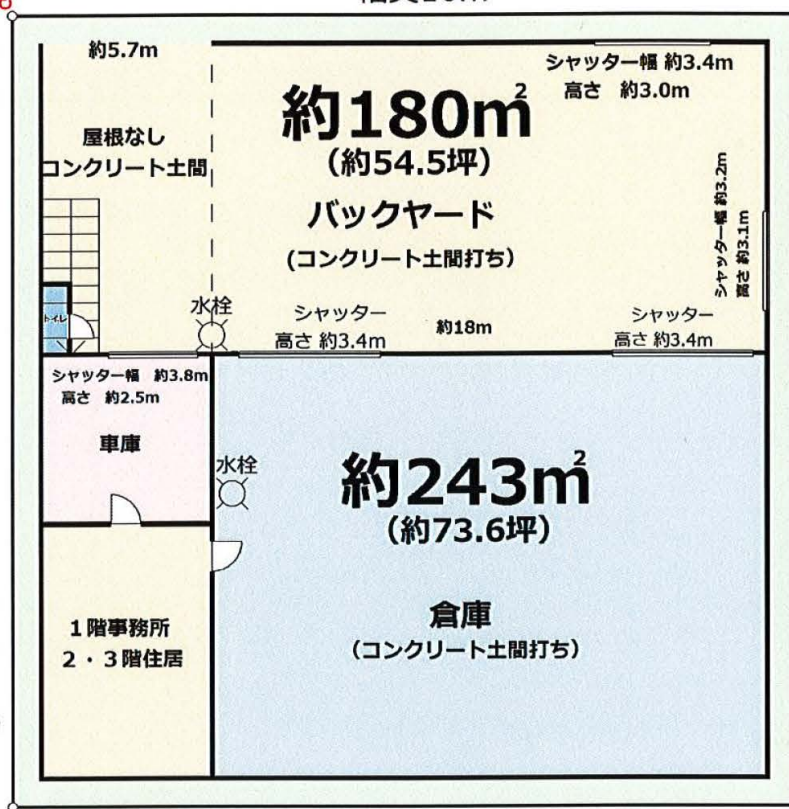 約5.7m
シャッター幅 約3.4m
高さ 約3.0m
約180㎡
（約54.5坪）
屋根なし
コンクリート土間
バックヤード
(コンクリート土間打ち)
シャッター幅 約3.2m
高さ 約3.1m
トイレ
水栓
シャッター
高さ 約3.4m
約18m
シャッター
高さ 約3.4m
シャッター幅 約3.8m
高さ 約2.5m
車庫
水栓
約243㎡
（約73.6坪）
倉庫
(コンクリート土間打ち)
１階事務所
２・３階住居